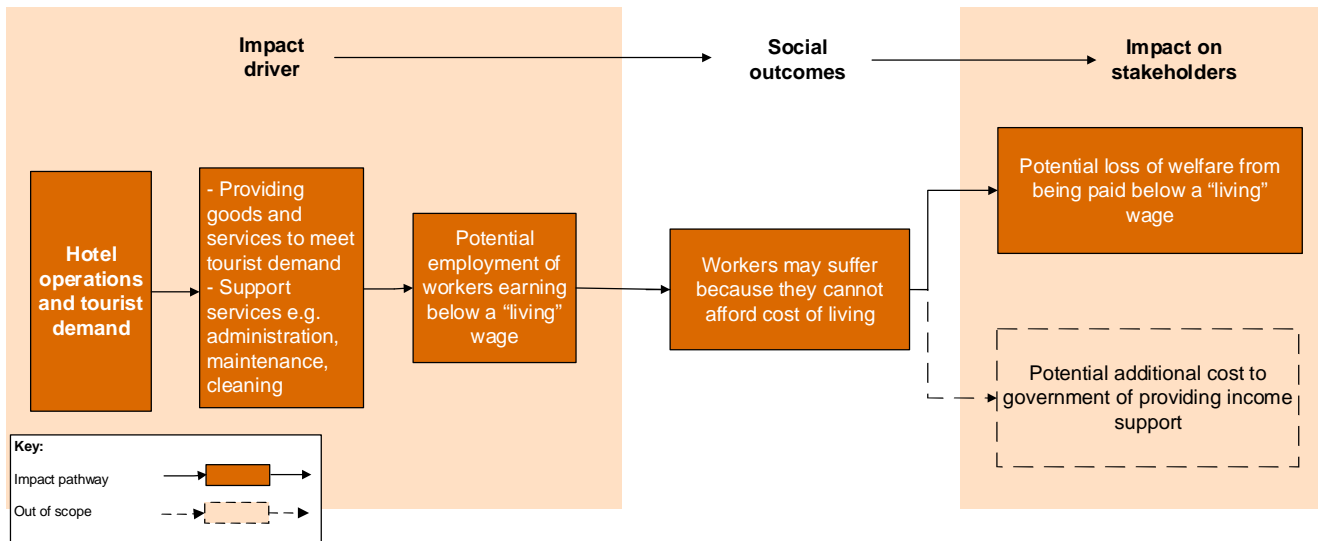 Impact
driver
Social
outcomes
Impact on
stakeholders
Hotel
operations
and tourist
demand
- Providing
goods and
services to meet
tourist demand
- Support
services e.g.
administration,
maintenance,
cleaning
Potential
employment of
workers earning
below a “living”
wage
Workers may suffer
because they cannot
afford cost of living
Potential loss of welfare from
being paid below a “living”
wage
Potential additional cost to
government of providing income
support
Key:
Impact pathway
Out of scope